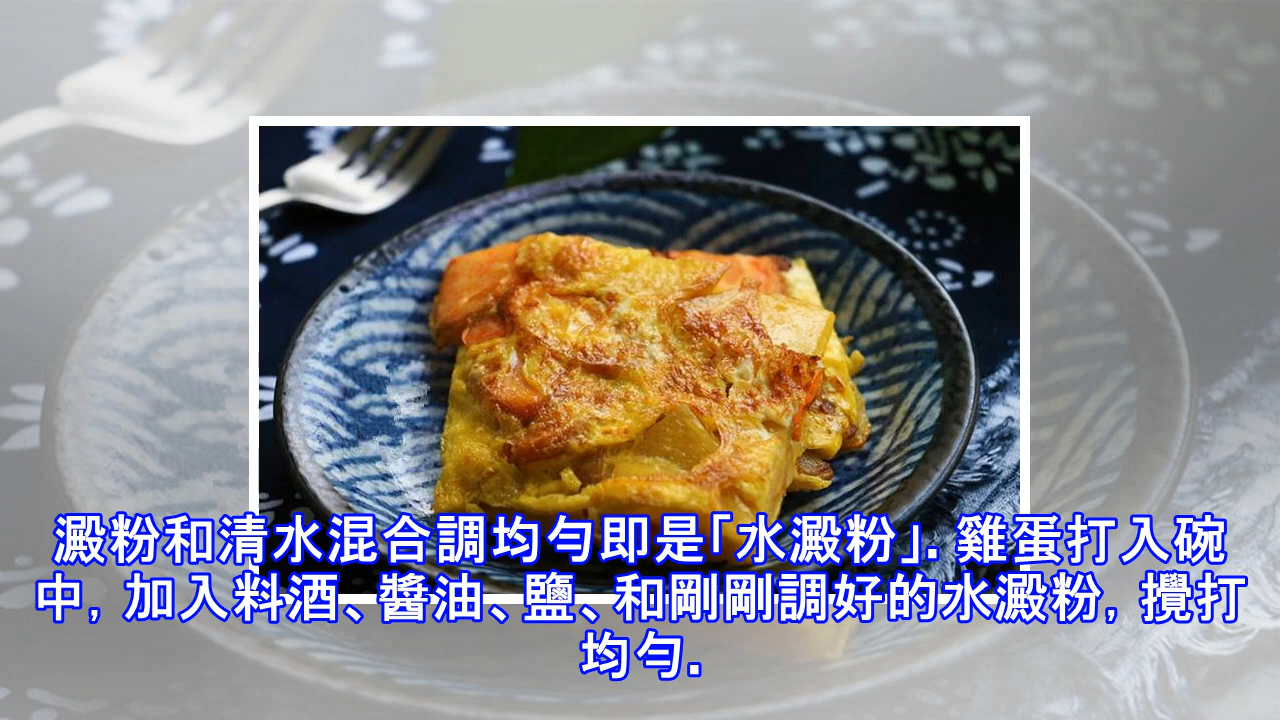 澱粉和清水混合調均勻即是「水澱粉」. 雞蛋打入碗
中, 加入料酒、醬油、鹽、和剛剛調好的水澱粉, 攪打
均勻.